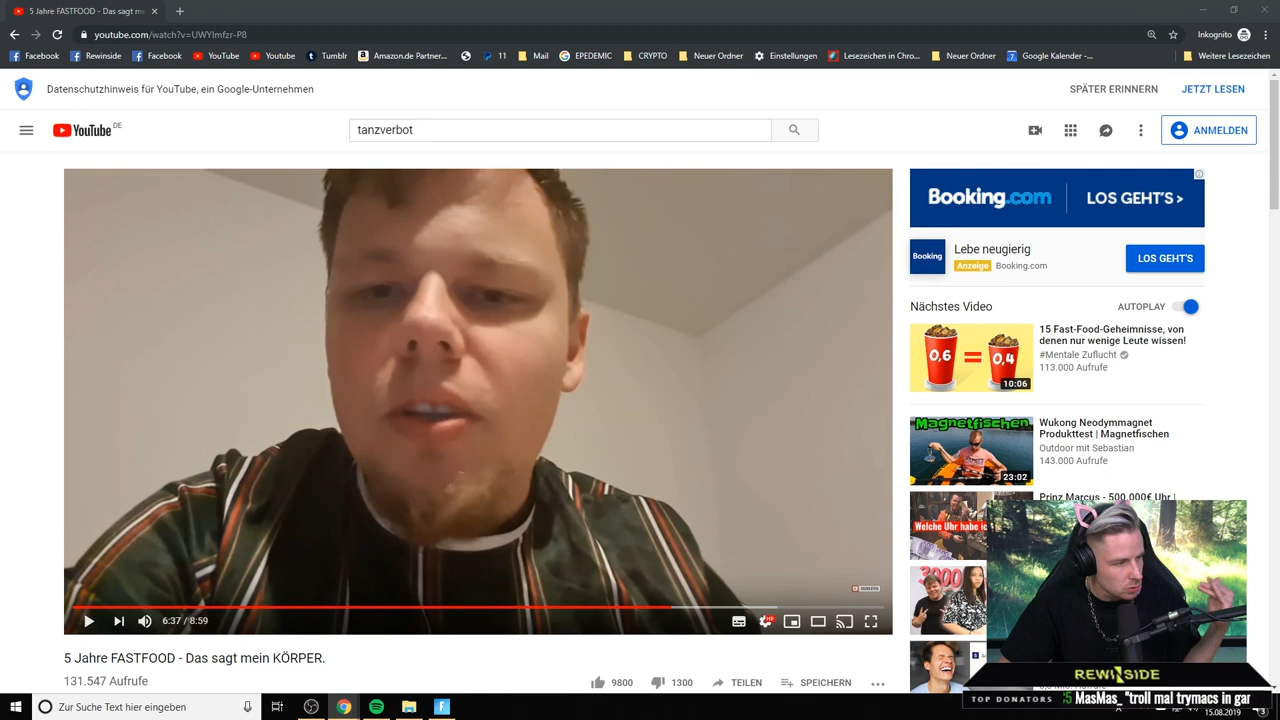 5 Jahre FASTFOOD - Das sagt me
youtube.com/watch?v=UWYImfzr-P8
Inkognito
Facebook
Rewinside
Facebook
YouTube
Youtube
Tumblr
Amazon.de Partner...
11
Mail
EPEDEMIC
CRYPTO
Neuer Ordner
Einstellungen
Lesezeichen in Chro...
Neuer Ordner
Google Kalender -...
Weitere Lesezeichen
Datenschutzhinweis für YouTube, ein Google-Unternehmen
SPÄTER ERINNERN
JETZT LESEN
YouTube DE
tanzverbot
ANMELDEN
Booking.com
LOS GEHT'S >
Booking
Lebe neugierig
Anzeige Booking.com
LOS GEHT'S
Nächstes Video
AUTOPLAY
0,6 = 0,4
10:06
15 Fast-Food-Geheimnisse, von
denen nur wenige Leute wissen!
#Mentale Zuflucht
113.000 Aufrufe
Magnetfischen
23:02
Wukong Neodymmagnet
Produkttest | Magnetfischen
Outdoor mit Sebastian
143.000 Aufrufe
Prinz Marcus - 500.000€ Uhr |
Welche Uhr habe ic
3000
6:37 / 8:59
HD
5 Jahre FASTFOOD - Das sagt mein KÖRPER.
131.547 Aufrufe
9800
1300
TEILEN
SPEICHERN
REWINSIDE
TOP DONATORS
MasMas_ "troll mal trymacs in gar
Zur Suche Text hier eingeben
15.08.2019
3